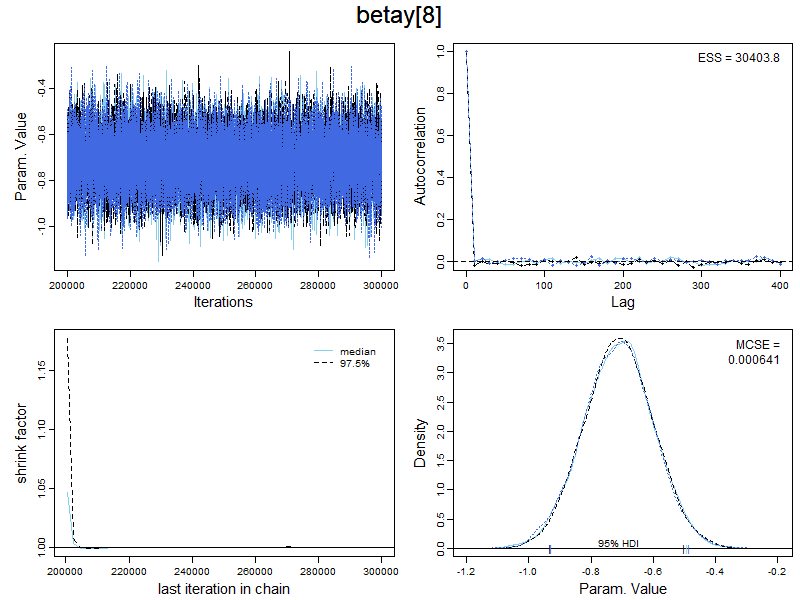 betay[8]
Param. Value
-0.4
-0.6
-0.8
-1.0
200000 220000 240000 260000 280000 300000
Iterations
Autocorrelation
1.0
0.8
0.6
0.4
0.2
0.0
ESS = 30403.8
0 100 200 300 400
Lag
shrink factor
1.15
1.10
1.05
1.00
median
97.5%
200000 220000 240000 260000 280000 300000
last iteration in chain
Density
3.5
3.0
2.5
2.0
1.5
1.0
0.5
0.0
MCSE =
0.000641
95% HDI
-1.2 -1.0 -0.8 -0.6 -0.4 -0.2
Param. Value